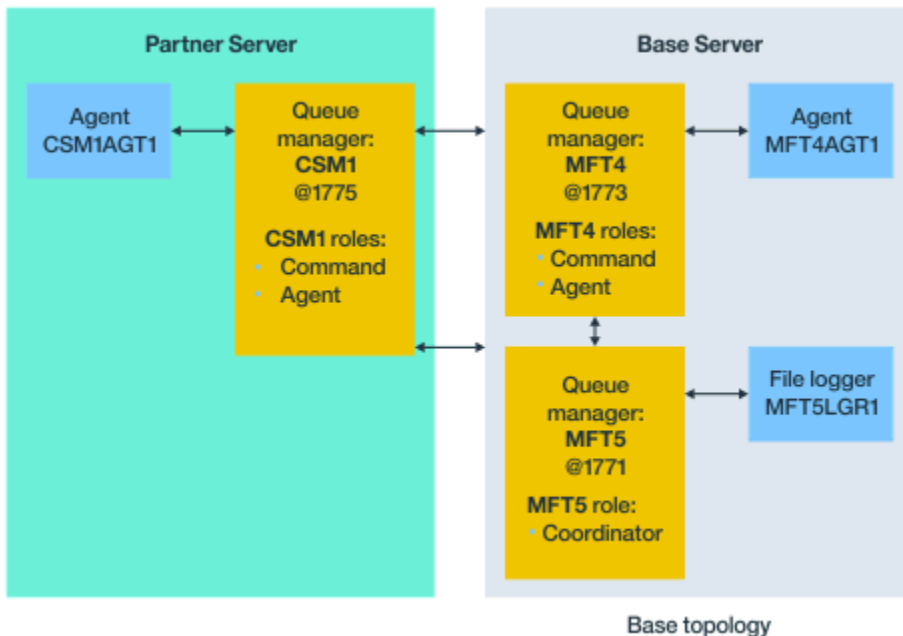 Partner Server
Agent
CSM1AGT1
Queue
manager:
CSM1
@1775
CSM1 roles:
• Command
• Agent
Base Server
Queue
manager:
MFT4
@1773
MFT4 roles:
• Command
• Agent
Agent
MFT4AGT1
Queue
manager:
MFT5
@1771
MFT5 role:
• Coordinator
File logger
MFT5LGR1
Base topology